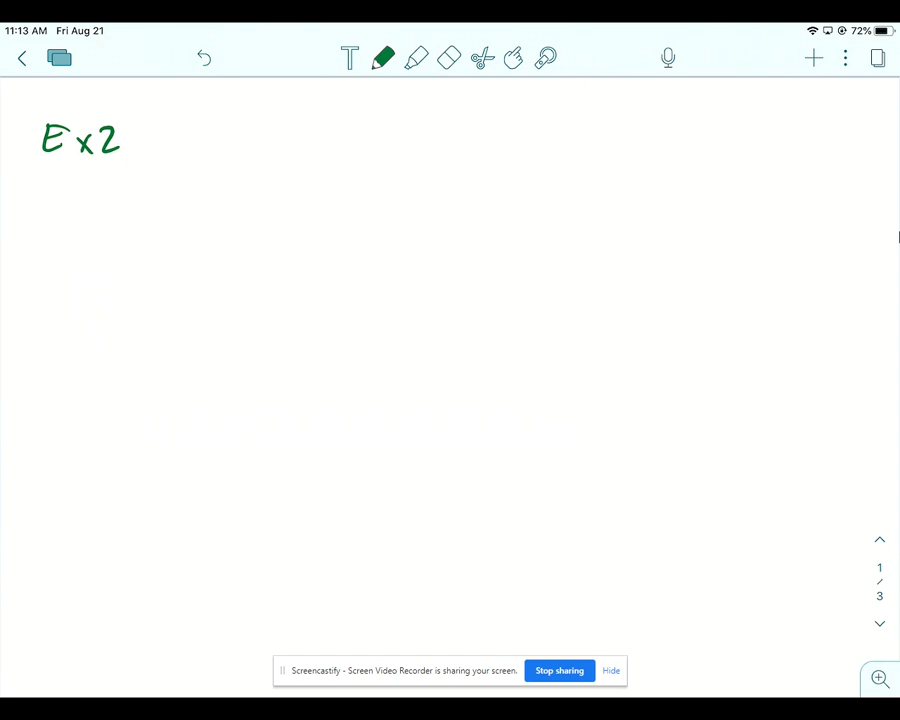 11:13 AM Fri Aug 21
72%
T
Ex2
1
/
3
Screencastify - Screen Video Recorder is sharing your screen. Stop sharing Hide